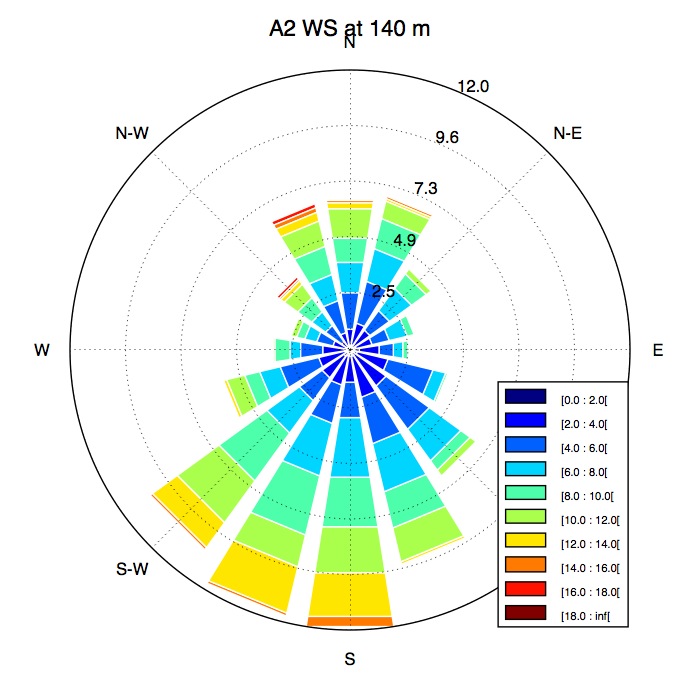 A2 WS at 140 m
N
12.0
N-W
9.6
N-E
7.3
4.9
2.5
W
E
[0.0 : 2.0[
[2.0 : 4.0[
[4.0 : 6.0[
[6.0 : 8.0[
[8.0 : 10.0[
[10.0 : 12.0[
[12.0 : 14.0[
[14.0 : 16.0[
[16.0 : 18.0[
[18.0 : inf[
S-W
S